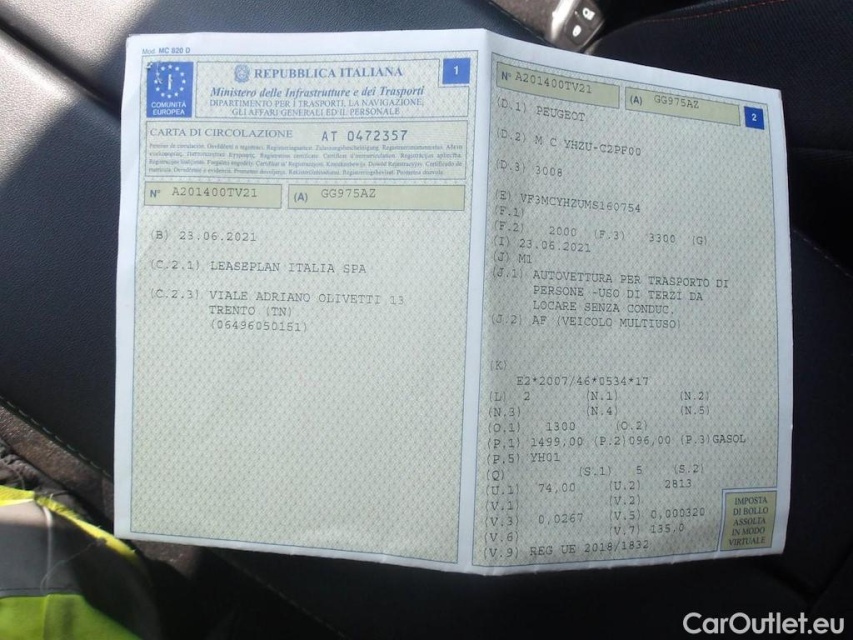 Mod. MC 820 D
COMUNITÀ
EUROPEA
REPUBBLICA ITALIANA
Ministero delle Infrastrutture e dei Trasporti
DIPARTIMENTO PER I TRASPORTI, LA NAVIGAZIONE,
GLI AFFARI GENERALI ED IL PERSONALE
1
CARTA DI CIRCOLAZIONE AT 0472357
N° A201400TV21 (A) GG975AZ
(B) 23.06.2021
(C.2.1) LEASEPLAN ITALIA SPA
(C.2.3) VIALE ADRIANO OLIVETTI 13
TRENTO (TN)
(06496050151)
N° A201400TV21 (A) GG975AZ
2
(D.1) PEUGEOT
(D.2) M C YHZU-C2PF00
(D.3) 3008
(E) VF3MCYHZUMS160754
(F.1)
(F.2) 2000 (F.3) 3300 (G)
(I) 23.06.2021
(J) M1
(J.1) AUTOVETTURA PER TRASPORTO DI
PERSONE -USO DI TERZI DA
LOCARE SENZA CONDUC.
(J.2) AF (VEICOLO MULTIUSO)
(K)
E2*2007/46*0534*17
(L) 2 (N.1) (N.2)
(N.3) (N.4) (N.5)
(O.1) 1300 (O.2)
(P.1) 1499,00 (P.2)096,00 (P.3)GASOL
(P.5) YH01
(Q) (S.1) 5 (S.2)
(U.1) 74,00 (U.2) 2813
(V.1) (V.2)
(V.3) 0,0267 (V.5) 0,000320
(V.6) (V.7) 135,0
(V.9) REG UE 2018/1832
IMPOSTA
DI BOLLO
ASSOLTA
IN MODO
VIRTUALE
CarOutlet.eu